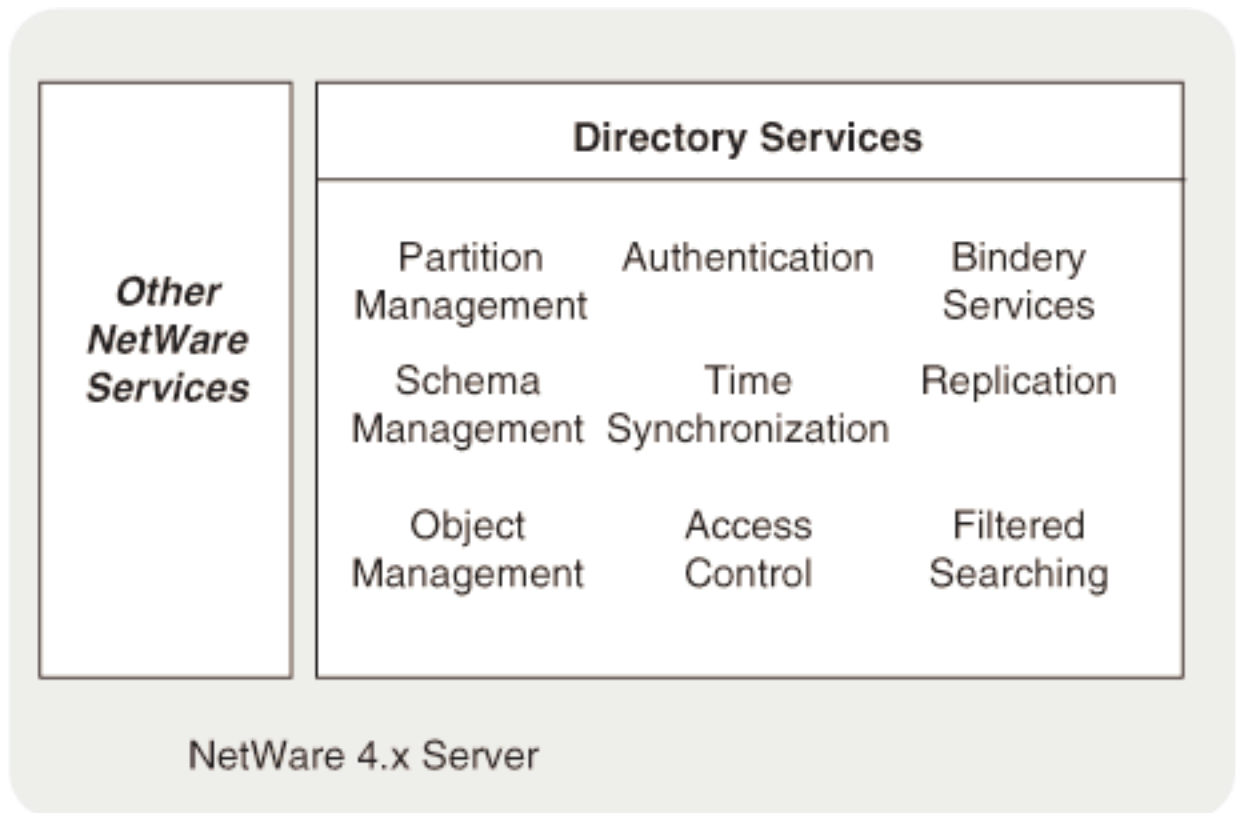 Other
NetWare
Services
Directory Services
Partition
Management
Authentication
Bindery
Services
Schema
Management
Time
Synchronization
Replication
Object
Management
Access
Control
Filtered
Searching
NetWare 4.x Server